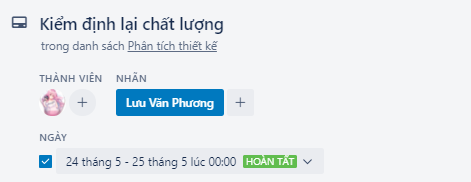 Kiểm định lại chất lượng
trong danh sách Phân tích thiết kế
THÀNH VIÊN NHÃN
Lưu Văn Phương
NGÀY
24 tháng 5 - 25 tháng 5 lúc 00:00 HOÀN TẤT